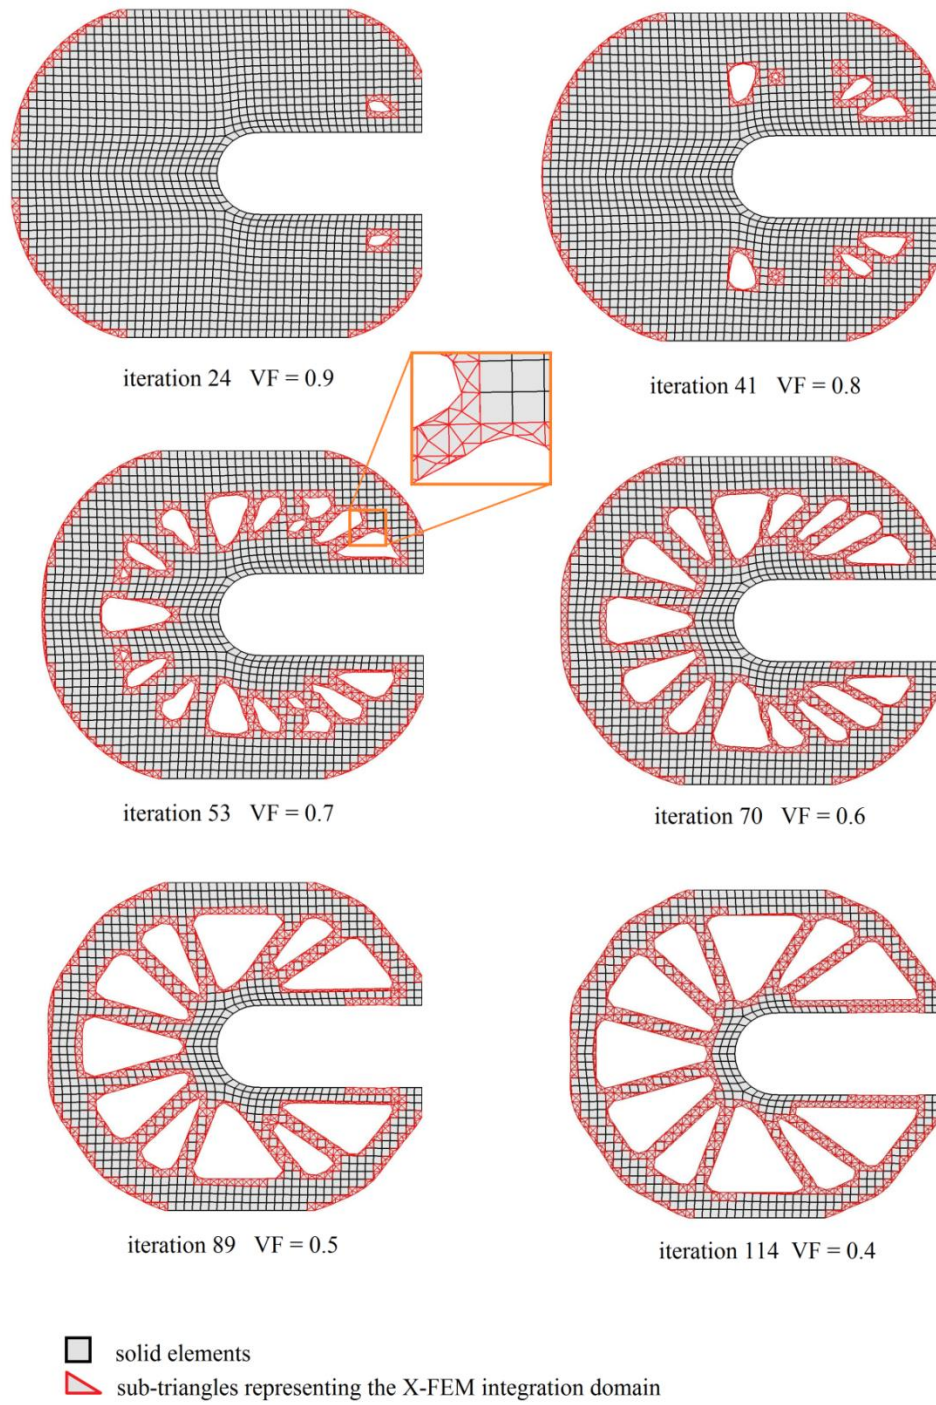 iteration 24 VF = 0.9
iteration 41 VF = 0.8
iteration 53 VF = 0.7
iteration 70 VF = 0.6
iteration 89 VF = 0.5
iteration 114 VF = 0.4
solid elements
sub-triangles representing the X-FEM integration domain